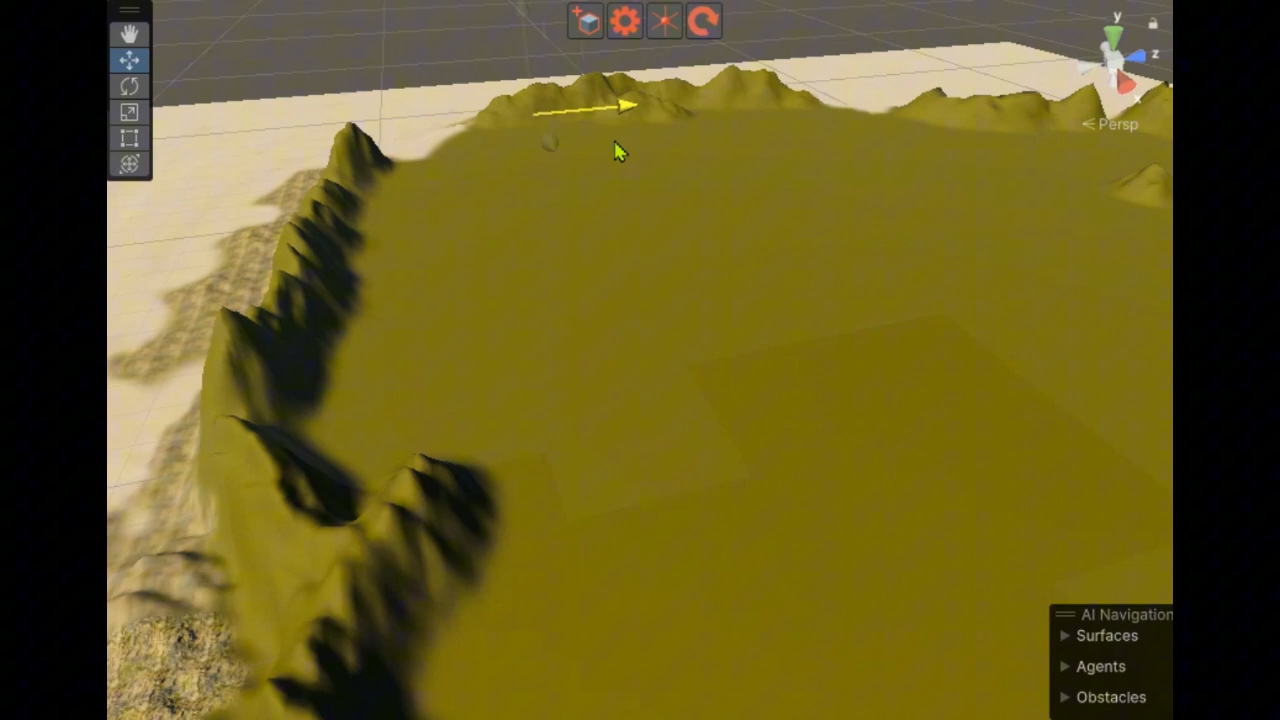 y
z
< Persp
AI Navigation
Surfaces
Agents
Obstacles